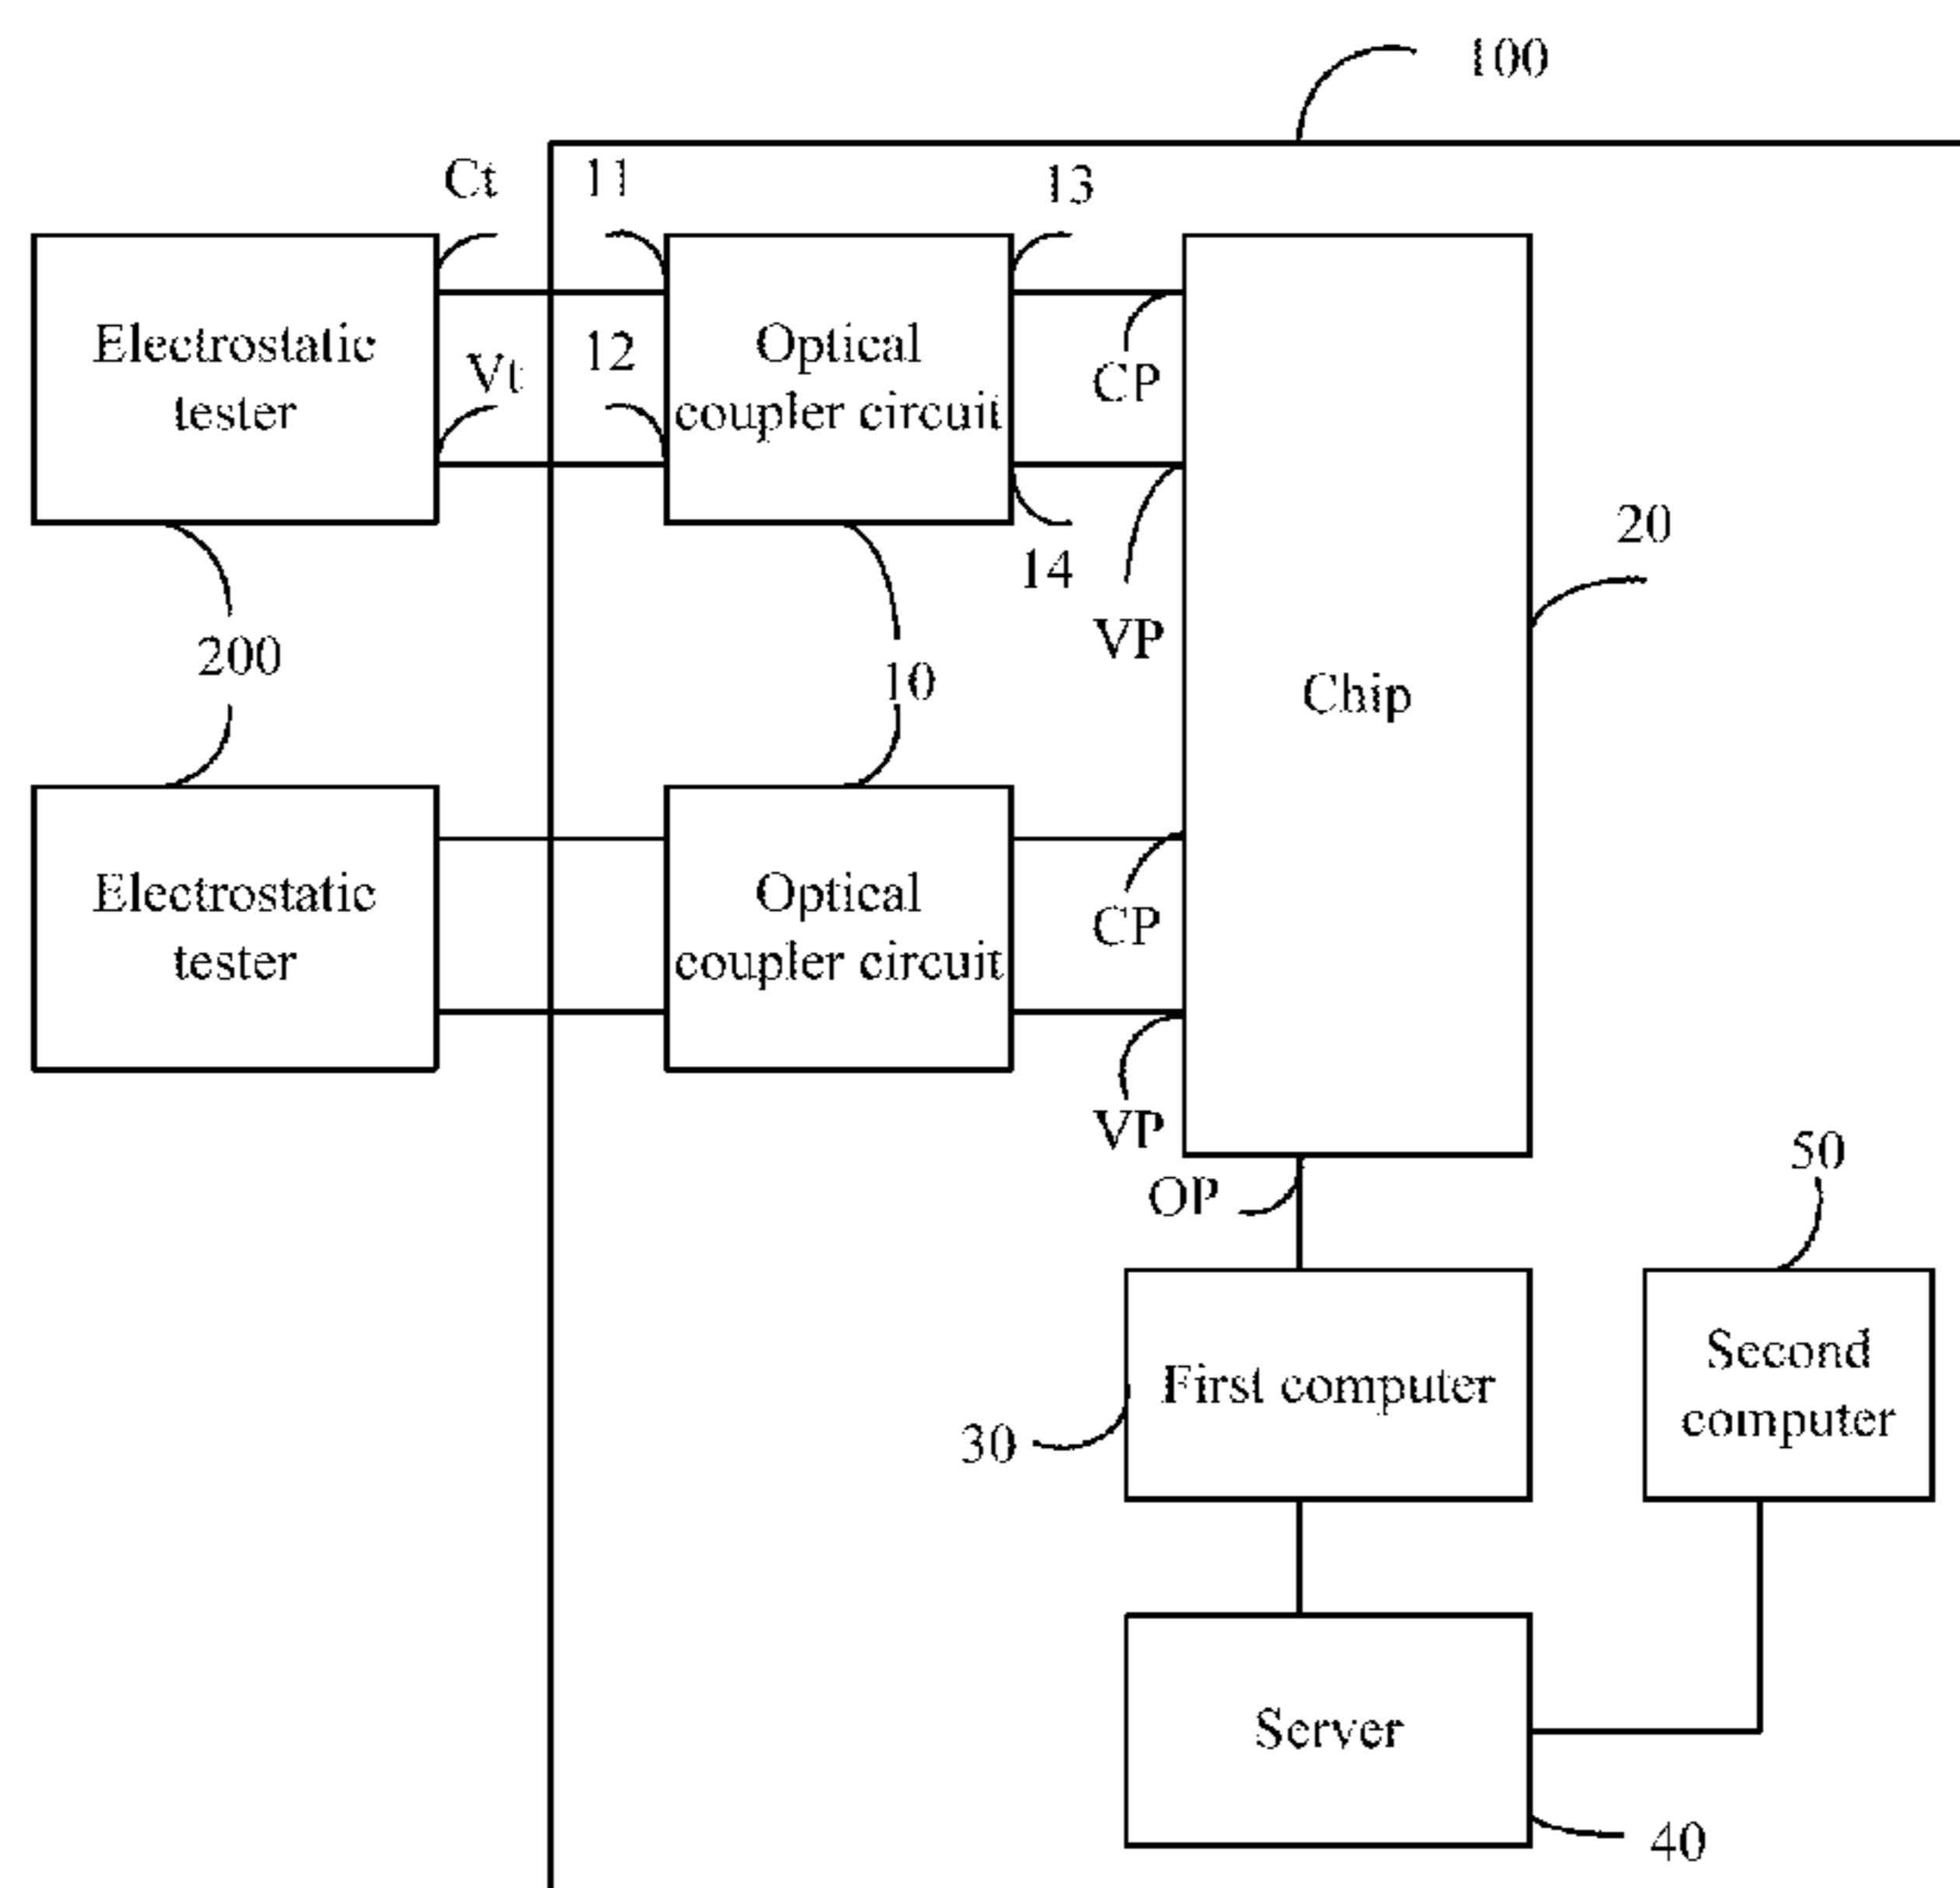 100
Ct
11
13
Electrostatic
tester
Vt
12
Optical
coupler circuit
CP
14
VP
20
200
10
Chip
Electrostatic
tester
Optical
coupler circuit
CP
VP
OP
50
First computer
30
Second
computer
Server
40